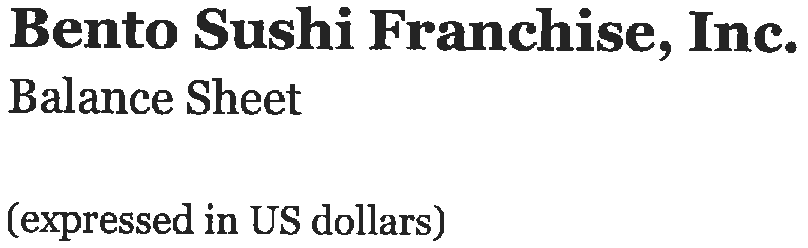 Bento Sushi Franchise, Inc.
Balance Sheet
(expressed in US dollars)